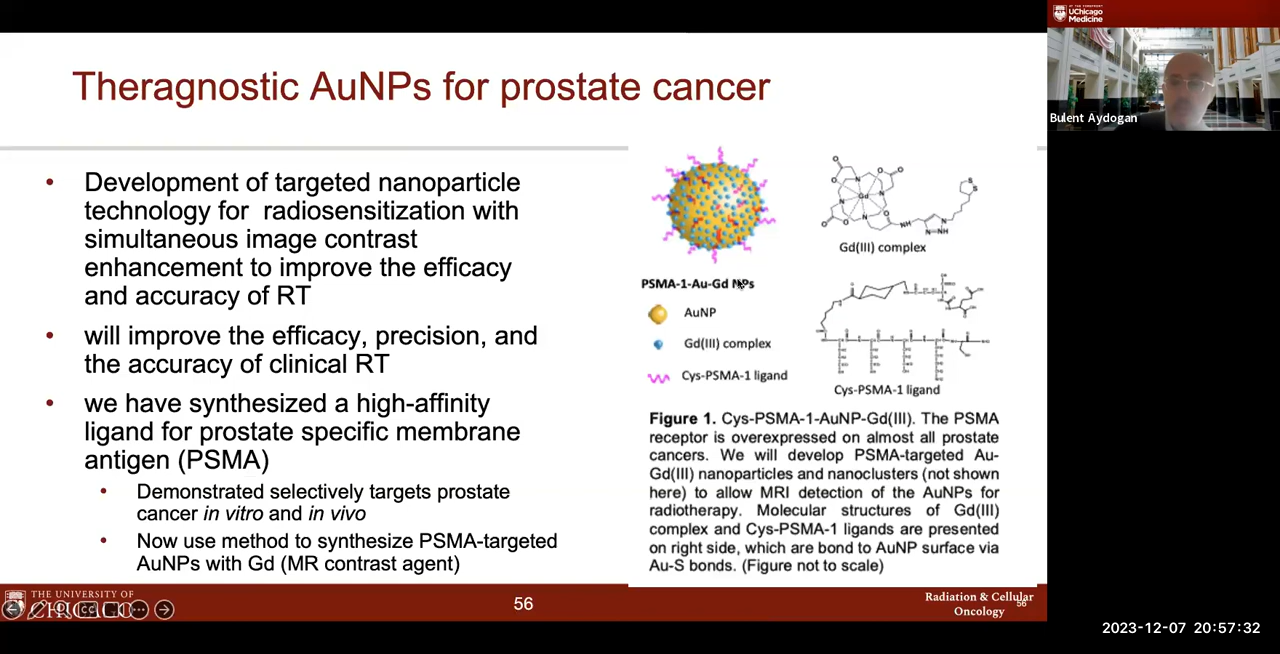 UChicago
Medicine
Bulent Aydogan
Theragnostic AuNPs for prostate cancer
• Development of targeted nanoparticle
technology for radiosensitization with
simultaneous image contrast
enhancement to improve the efficacy
and accuracy of RT
• will improve the efficacy, precision, and
the accuracy of clinical RT
• we have synthesized a high-affinity
ligand for prostate specific membrane
antigen (PSMA)
• Demonstrated selectively targets prostate
cancer in vitro and in vivo
• Now use method to synthesize PSMA-targeted
AuNPs with Gd (MR contrast agent)
PSMA-1-Au-Gd NPs
AuNP
Gd(III) complex
Cys-PSMA-1 ligand
Gd
Gd(III) complex
Cys-PSMA-1 ligand
Figure 1. Cys-PSMA-1-AuNP-Gd(III). The PSMA
receptor is overexpressed on almost all prostate
cancers. We will develop PSMA-targeted Au-
Gd(III) nanoparticles and nanoclusters (not shown
here) to allow MRI detection of the AuNPs for
radiotherapy. Molecular structures of Gd(III)
complex and Cys-PSMA-1 ligands are presented
on right side, which are bond to AuNP surface via
Au-S bonds. (Figure not to scale)
THE UNIVERSITY OF
CHICAGO
56
Radiation & Cellular
Oncology
56
2023-12-07 20:57:32